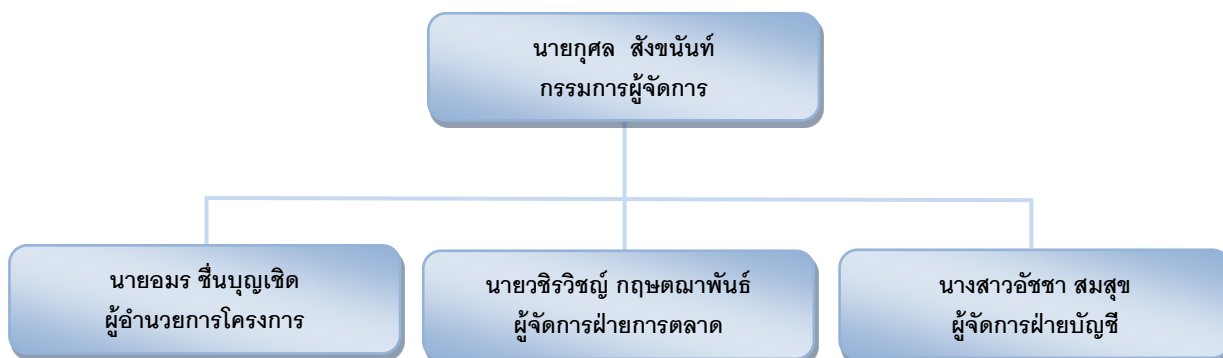 นายกุศล สังขนันท์
กรรมการผู้จัดการ
นายอมร ชื่นบุญเชิด
ผู้อำนวยการโครงการ
นายวชิรวิชญ์ กฤษตฌาพันธ์
ผู้จัดการฝ่ายการตลาด
นางสาวอัชชา สมสุข
ผู้จัดการฝ่ายบัญชี